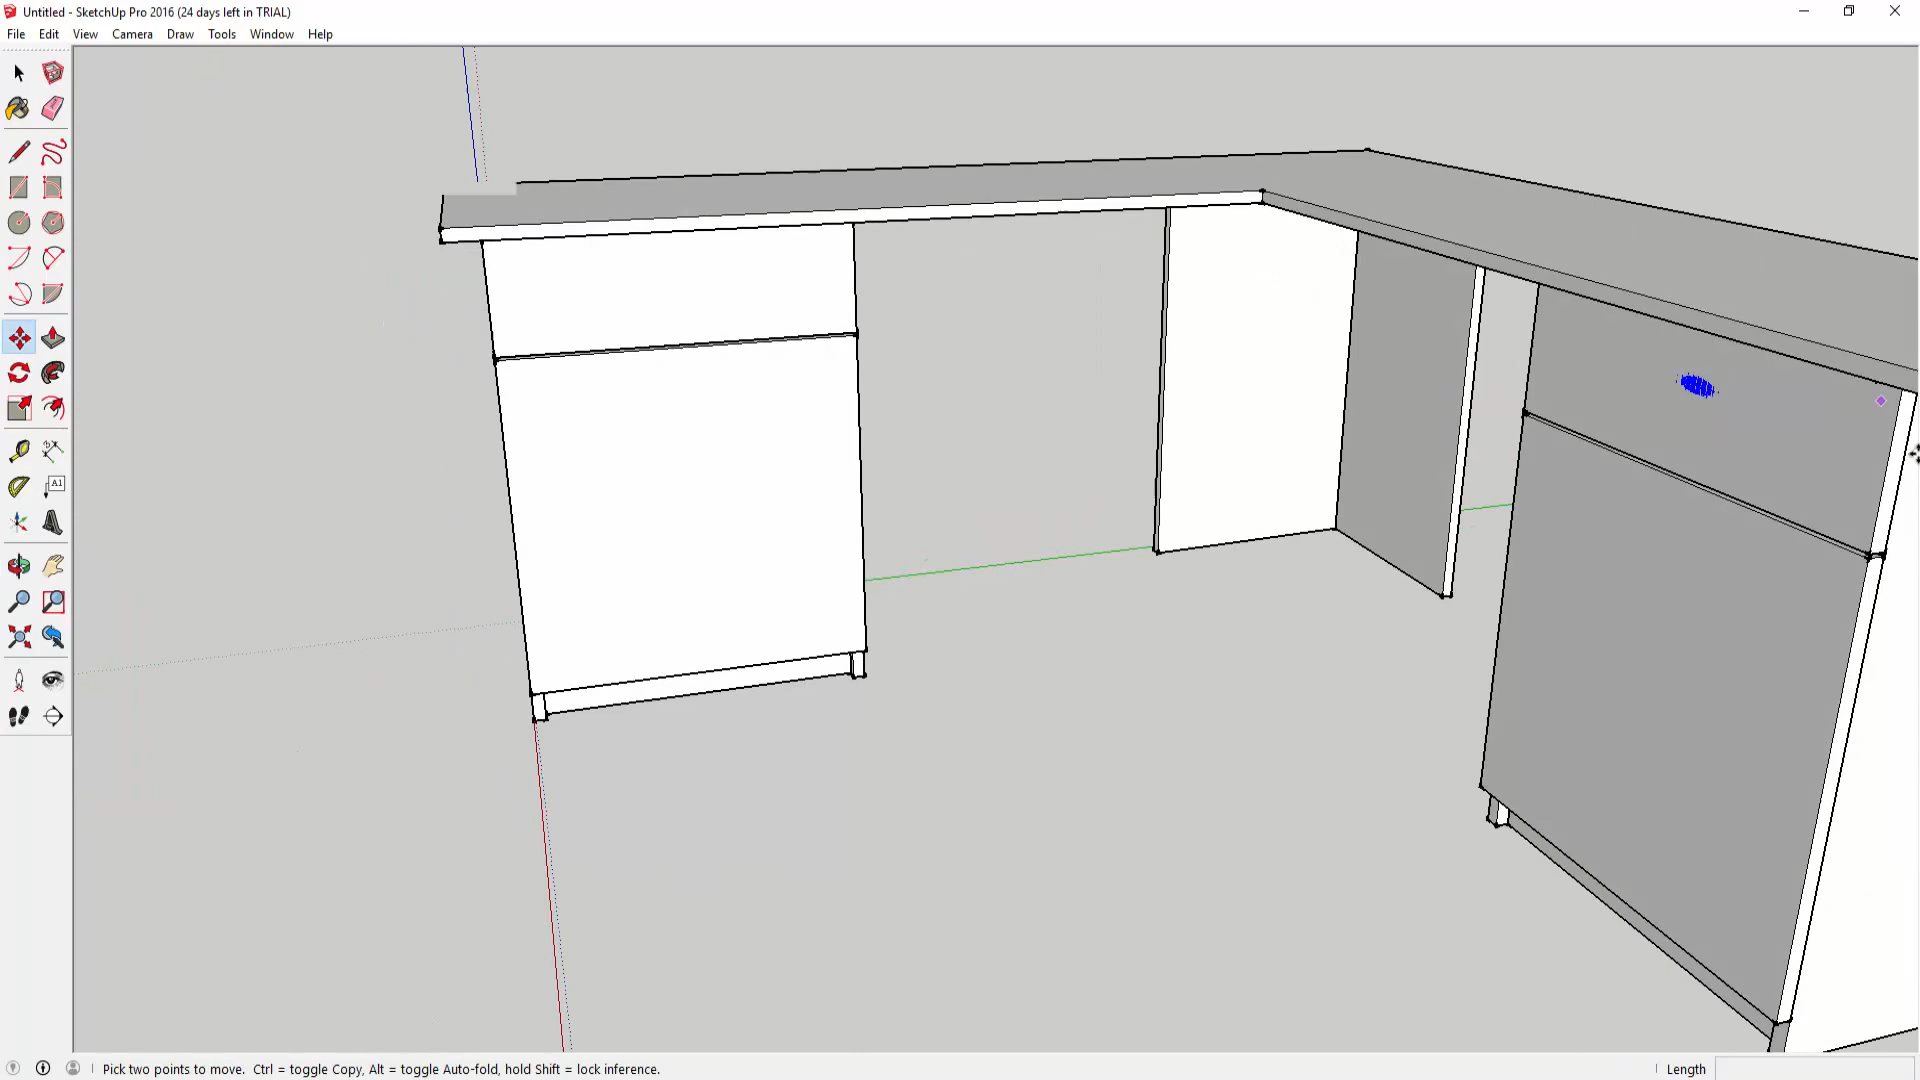 Untitled - SketchUp Pro 2016 (24 days left in TRIAL)
File Edit View Camera Draw Tools Window Help
A1
Pick two points to move. Ctrl = toggle Copy, Alt = toggle Auto-fold, hold Shift = lock inference.
Length